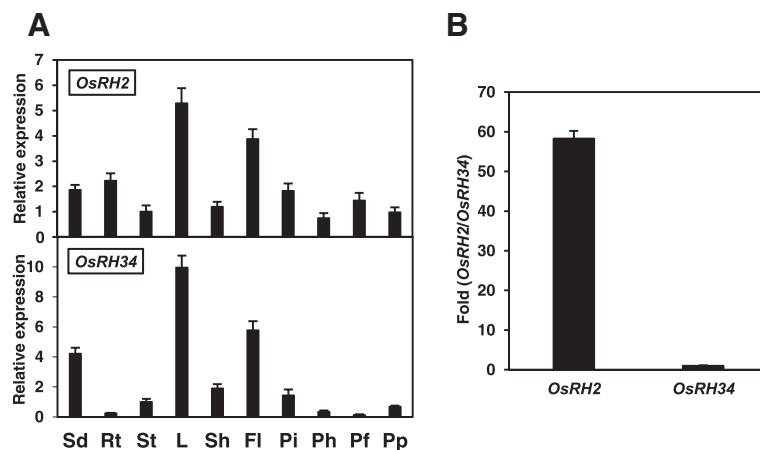 A
B
7
6
5
4
3
2
1
0
Relative expression
OsRH2
10
8
6
4
2
0
Relative expression
OsRH34
Sd Rt St L Sh Fl Pi Ph Pf Pp
70
60
50
40
30
20
10
0
Fold (OsRH2/OsRH34)
OsRH2 OsRH34